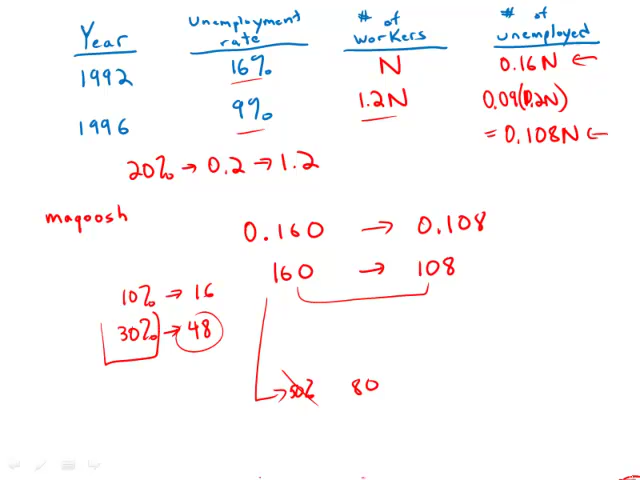 Year Unemployment rate # of workers # of unemployed
1992 16% N 0.16N ←
1996 9% 1.2N 0.09(1.2N)
= 0.108N ←
20% → 0.2 → 1.2
magoosh
0.160 → 0.108
160 → 108
10% → 16
30% → 48
50% 80